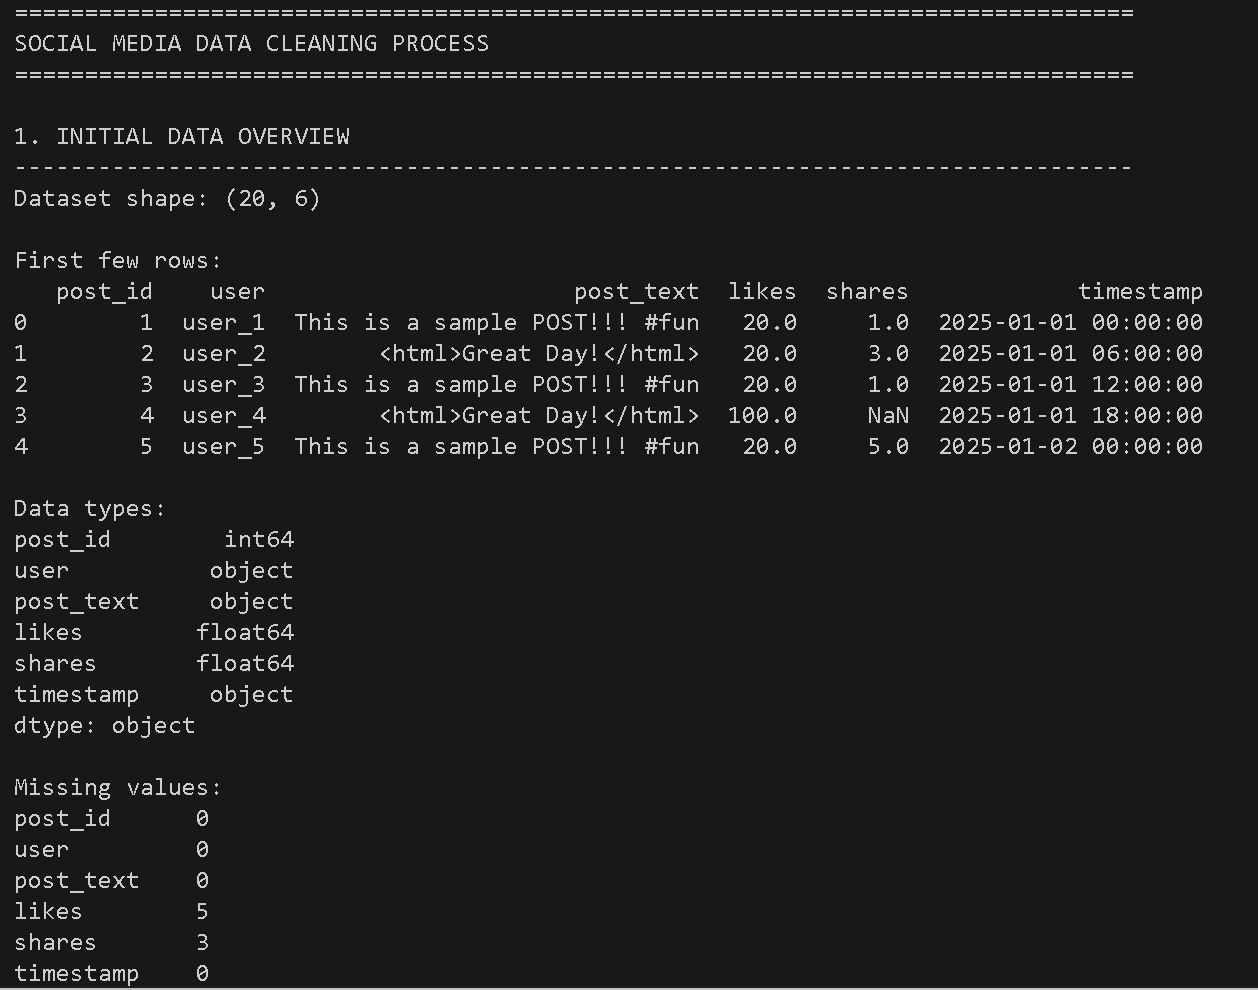 ================================================================================
SOCIAL MEDIA DATA CLEANING PROCESS
================================================================================
1. INITIAL DATA OVERVIEW
--------------------------------------------------------------------------------
Dataset shape: (20, 6)
First few rows:
   post_id    user                      post_text  likes  shares            timestamp
0        1  user_1  This is a sample POST!!! #fun   20.0     1.0  2025-01-01 00:00:00
1        2  user_2        <html>Great Day!</html>   20.0     3.0  2025-01-01 06:00:00
2        3  user_3  This is a sample POST!!! #fun   20.0     1.0  2025-01-01 12:00:00
3        4  user_4        <html>Great Day!</html>  100.0     NaN  2025-01-01 18:00:00
4        5  user_5  This is a sample POST!!! #fun   20.0     5.0  2025-01-02 00:00:00
Data types:
post_id        int64
user          object
post_text     object
likes        float64
shares       float64
timestamp     object
dtype: object
Missing values:
post_id      0
user         0
post_text    0
likes        5
shares       3
timestamp    0